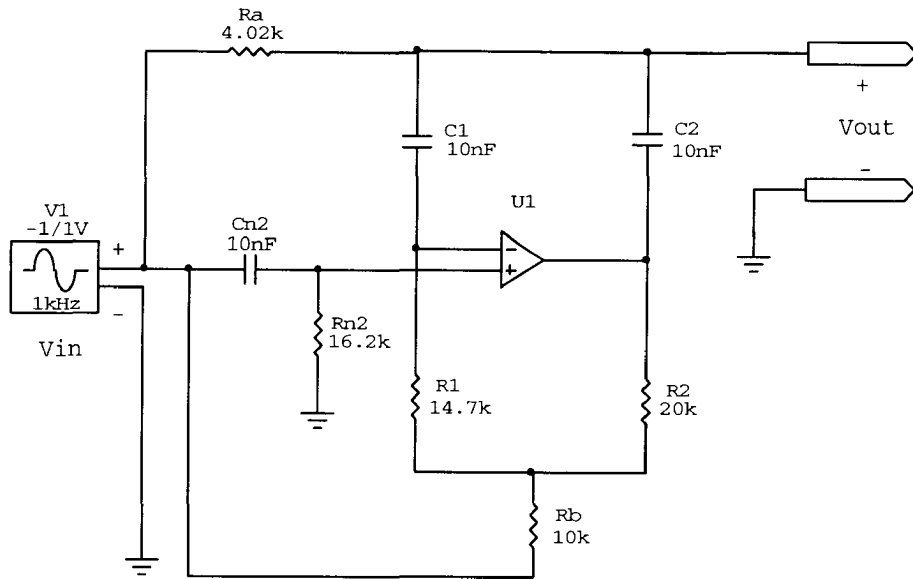 Ra
4.02k
C1
10nF
C2
10nF
+
Vout
-
U1
V1
-1/1V
+
Cn2
10nF
-
+
1kHz
-
Vin
Rn2
16.2k
R1
14.7k
R2
20k
Rb
10k